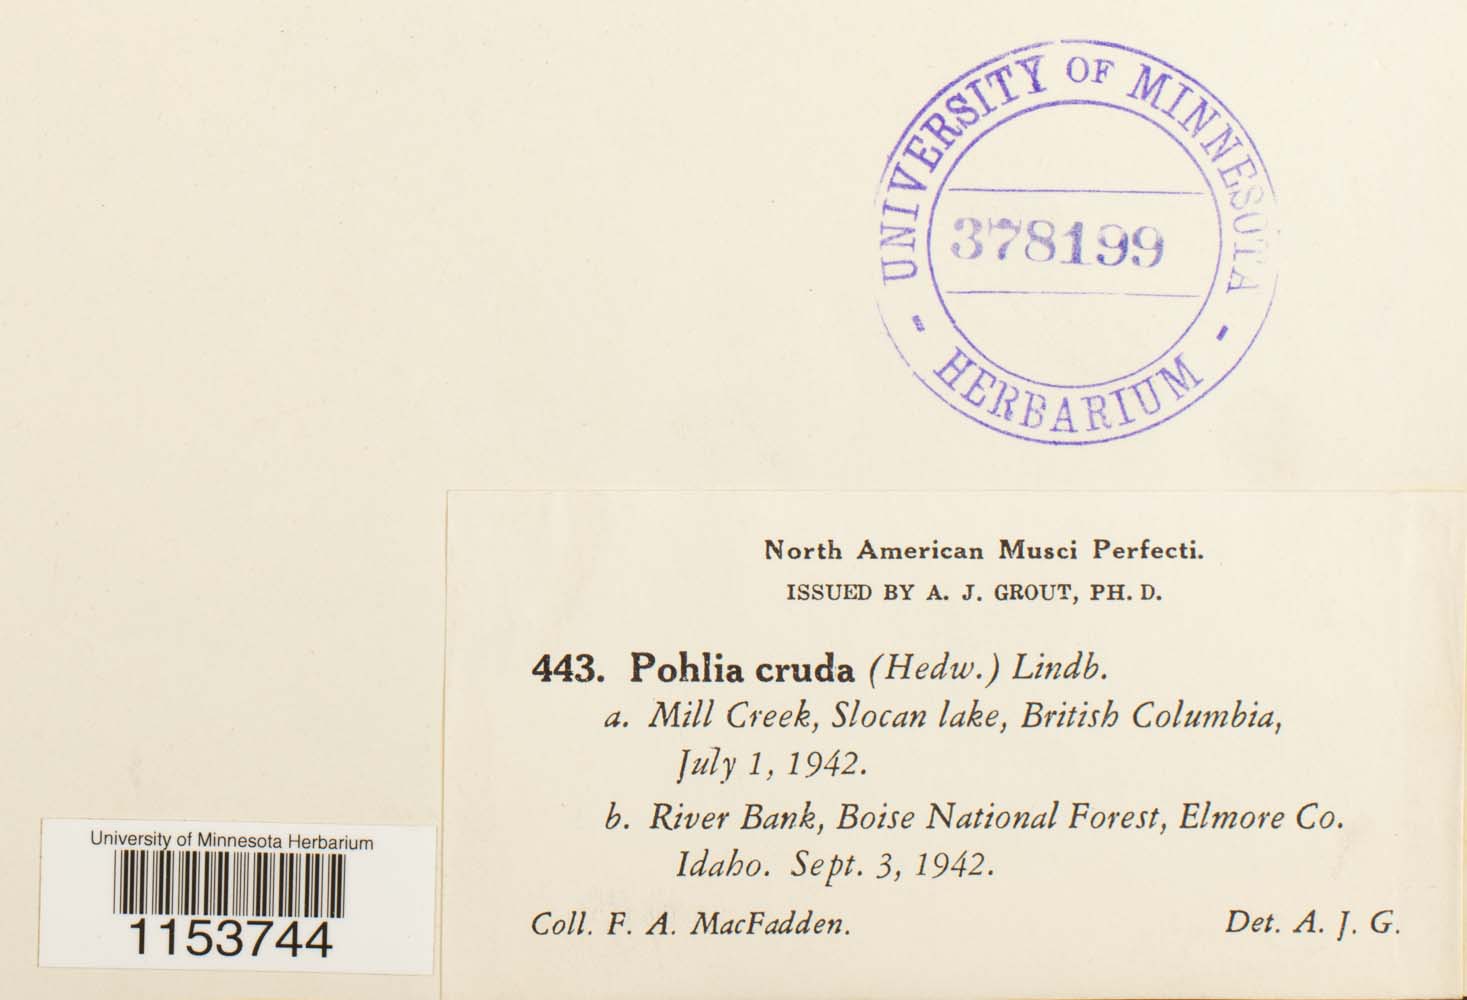 UNIVERSITY OF MINNESOTA
378199
- HERBARIUM -
North American Musci Perfecti.
ISSUED BY A. J. GROUT, PH. D.
443. Pohlia cruda (Hedw.) Lindb.
a. Mill Creek, Slocan lake, British Columbia,
July 1, 1942.
b. River Bank, Boise National Forest, Elmore Co.
Idaho. Sept. 3, 1942.
Coll. F. A. MacFadden. Det. A. J. G.
University of Minnesota Herbarium
1153744